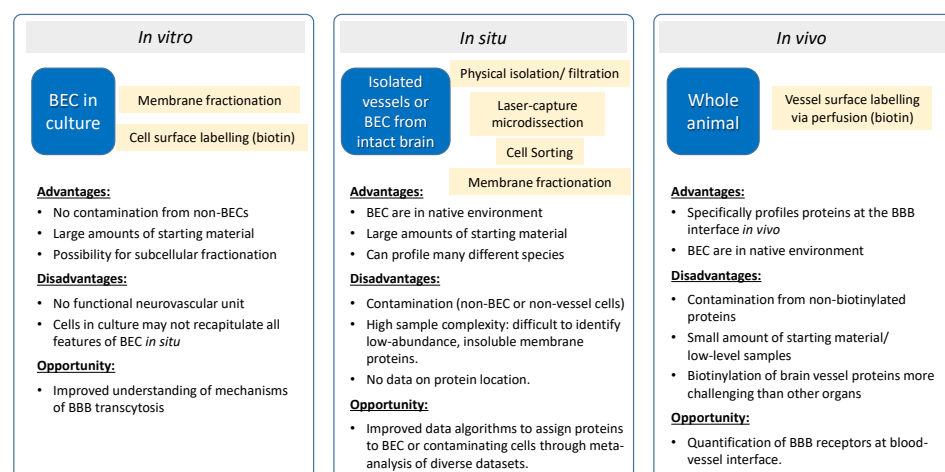 In vitro
BEC in
culture
Membrane fractionation
Cell surface labelling (biotin)
Advantages:
• No contamination from non-BECs
• Large amounts of starting material
• Possibility for subcellular fractionation
Disadvantages:
• No functional neurovascular unit
• Cells in culture may not recapitulate all
features of BEC in situ
Opportunity:
• Improved understanding of mechanisms
of BBB transcytosis
In situ
Isolated
vessels or
BEC from
intact brain
Physical isolation/ filtration
Laser-capture
microdissection
Cell Sorting
Membrane fractionation
Advantages:
• BEC are in native environment
• Large amounts of starting material
• Can profile many different species
Disadvantages:
• Contamination (non-BEC or non-vessel cells)
• High sample complexity: difficult to identify
low-abundance, insoluble membrane
proteins.
• No data on protein location.
Opportunity:
• Improved data algorithms to assign proteins
to BEC or contaminating cells through meta-
analysis of diverse datasets.
In vivo
Whole
animal
Vessel surface labelling
via perfusion (biotin)
Advantages:
• Specifically profiles proteins at the BBB
interface in vivo
• BEC are in native environment
Disadvantages:
• Contamination from non-biotinylated
proteins
• Small amount of starting material/
low-level samples
• Biotinylation of brain vessel proteins more
challenging than other organs
Opportunity:
• Quantification of BBB receptors at blood-
vessel interface.